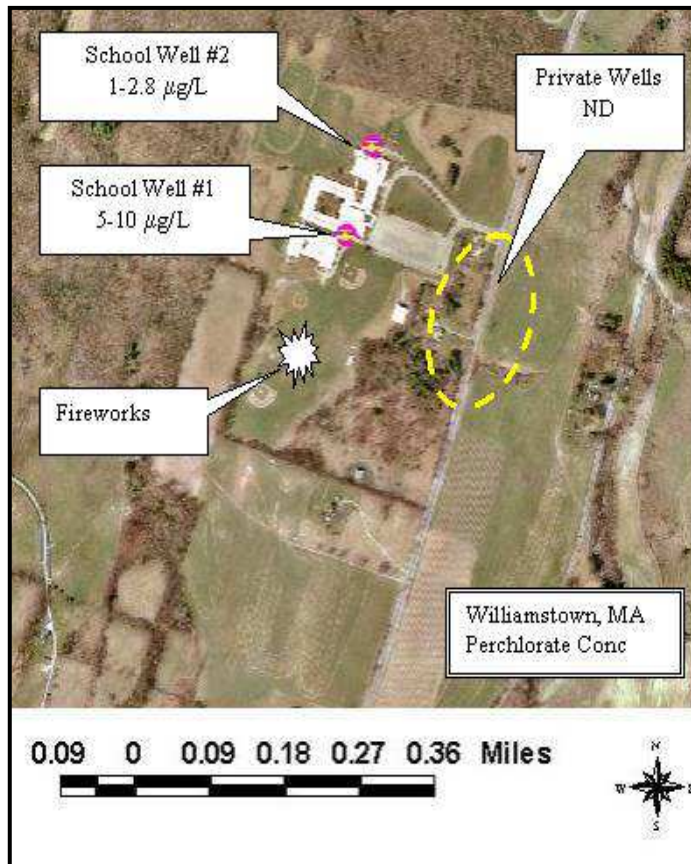 School Well #2
1-2.8 µg/L
Private Wells
ND
School Well #1
5-10 µg/L
Fireworks
Williamstown, MA
Perchlorate Conc
0.09 0 0.09 0.18 0.27 0.36 Miles
N
W
S